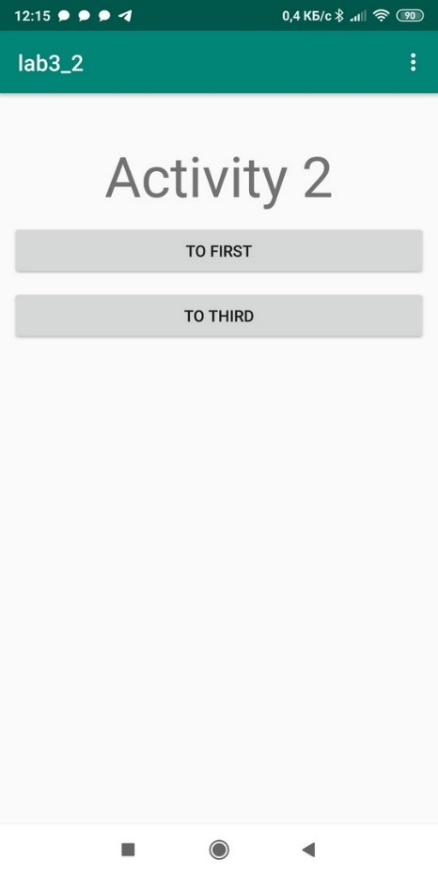 12:15 0,4 КБ/с 90
lab3_2
Activity 2
TO FIRST
TO THIRD